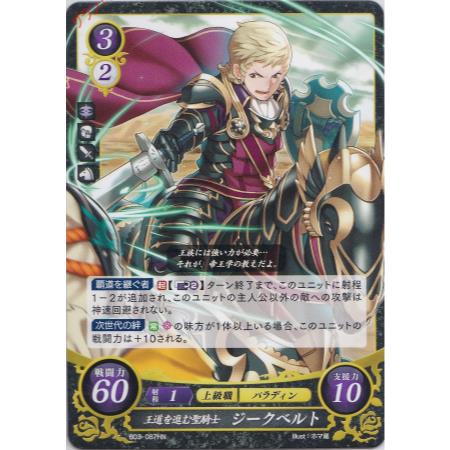 3
2
王族には強い力が必要…
それが、帝王学の教えだよ。
覇道を継ぐ者 起 【 2】ターン終了まで、このユニットに射程
1-2が追加され、このユニットの主人公以外の敵への攻撃は
神速回避されない。
次世代の絆 常 の味方が1体以上いる場合、このユニットの
戦闘力は+10される。
戦闘力
60
射程 1
上級職
パラディン
支援力
10
王道を進む聖騎士 ジークベルト
B03-087HN
Illust:ホマ蔵